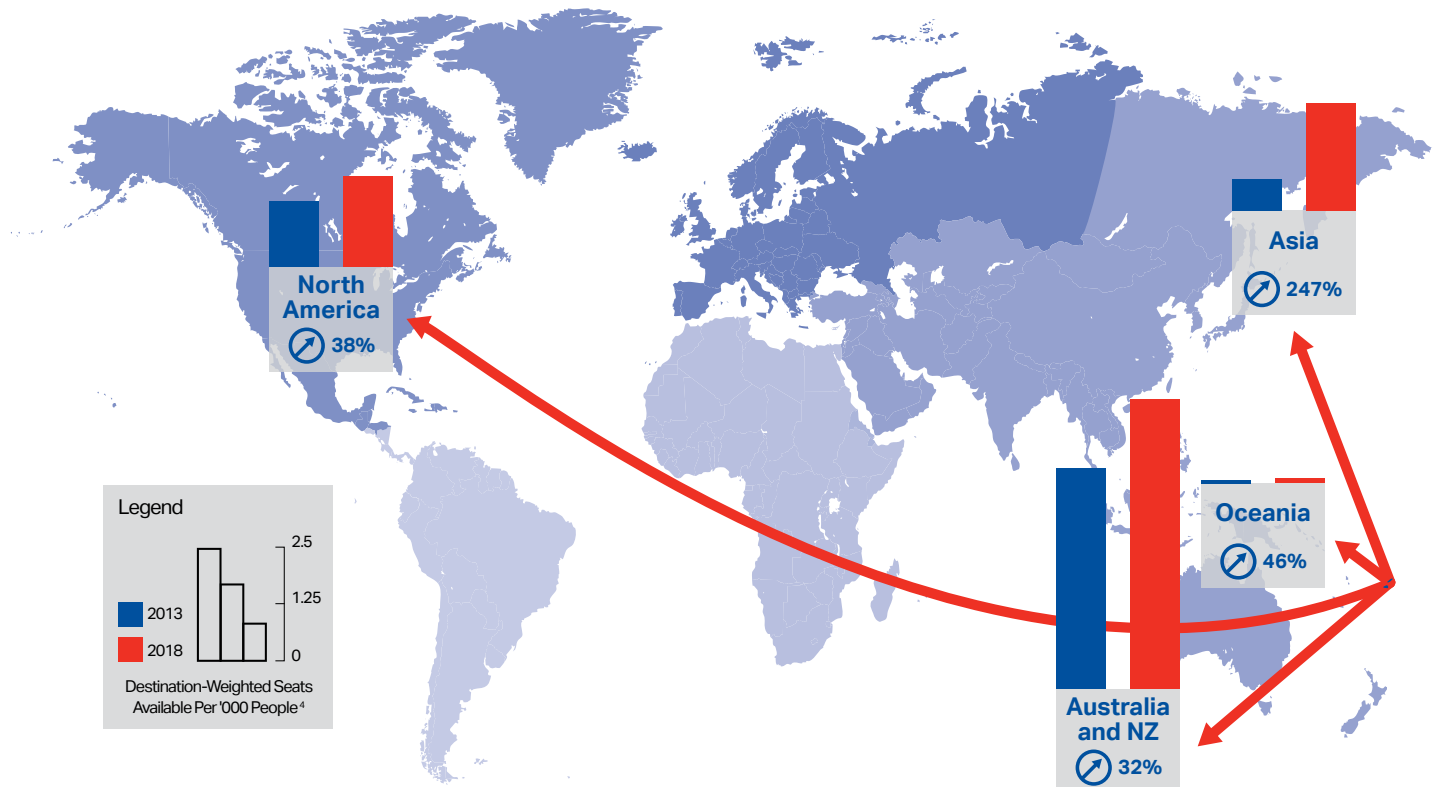 North
America
38%
Asia
247%
Oceania
46%
Australia
and NZ
32%
Legend
2.5
1.25
0
2013
2018
Destination-Weighted Seats
Available Per '000 People 4